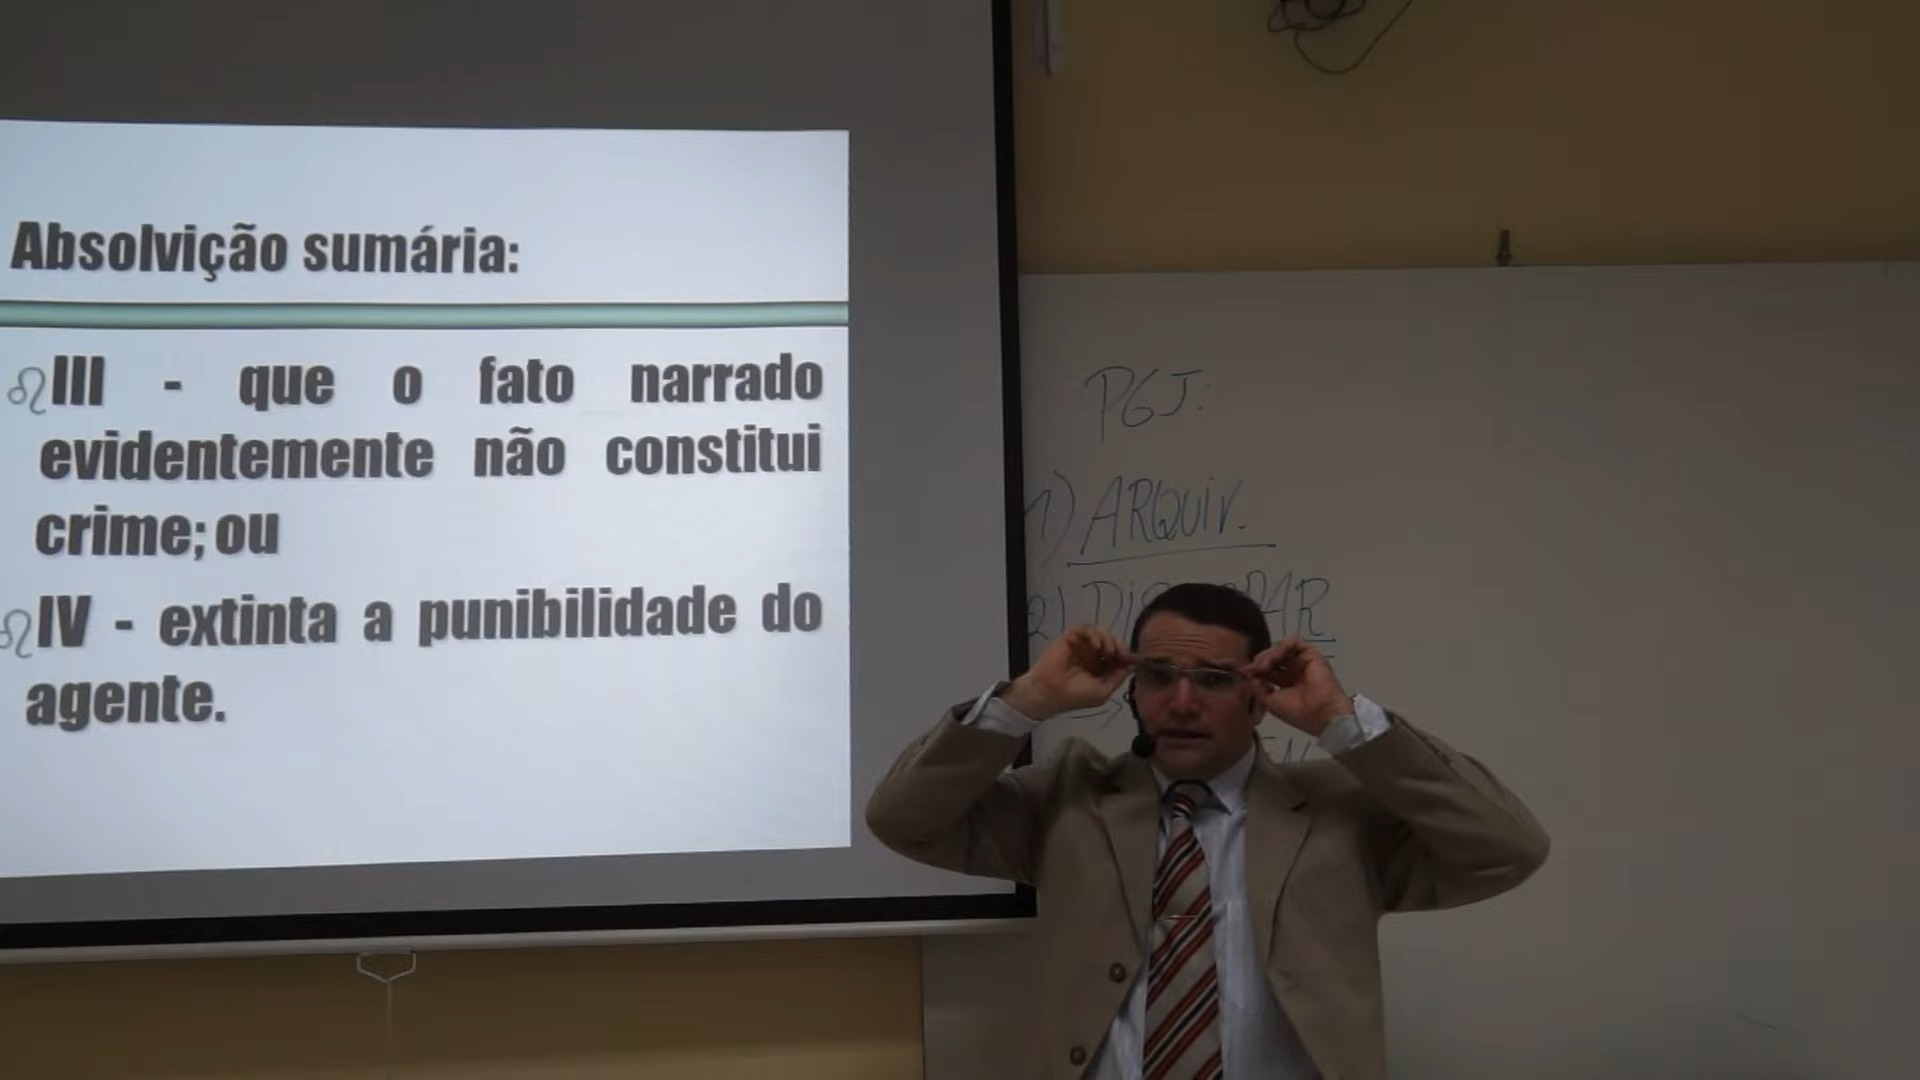 Absolvição sumária:
III - que o fato narrado
evidentemente não constitui
crime; ou
IV - extinta a punibilidade do
agente.
PGJ:
1) ARQUIV.
2)